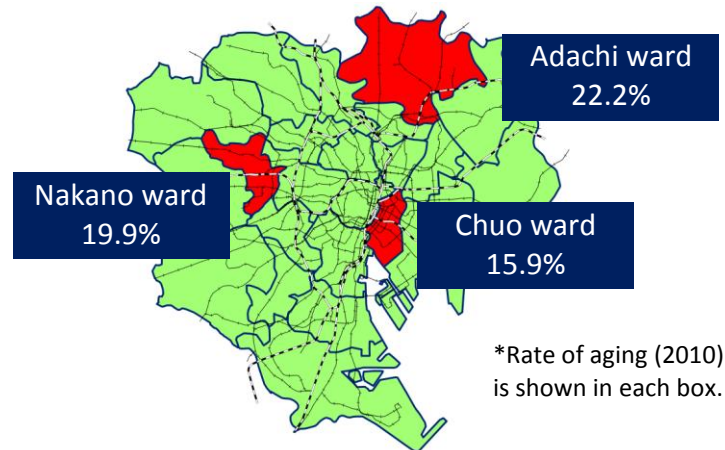 Adachi ward
22.2%
Nakano ward
19.9%
Chuo ward
15.9%
*Rate of aging (2010)
is shown in each box.